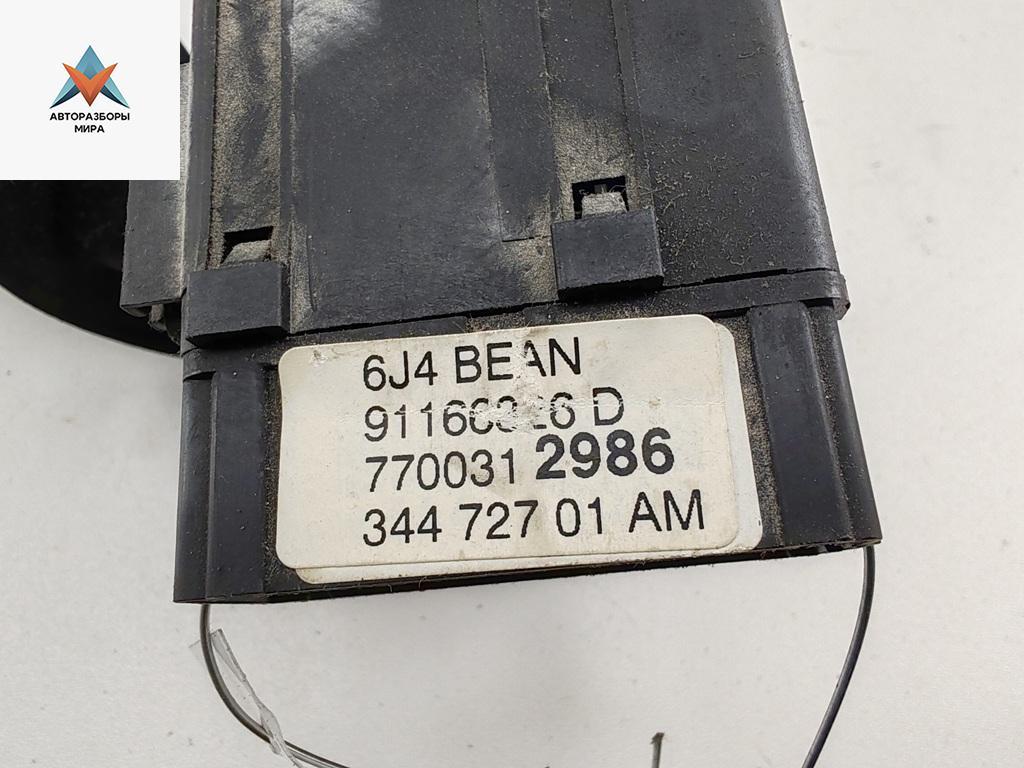 АВТОРАЗБОРЫ
МИРА
6J4 BEAN
D
770031 2986
344 727 01 AM